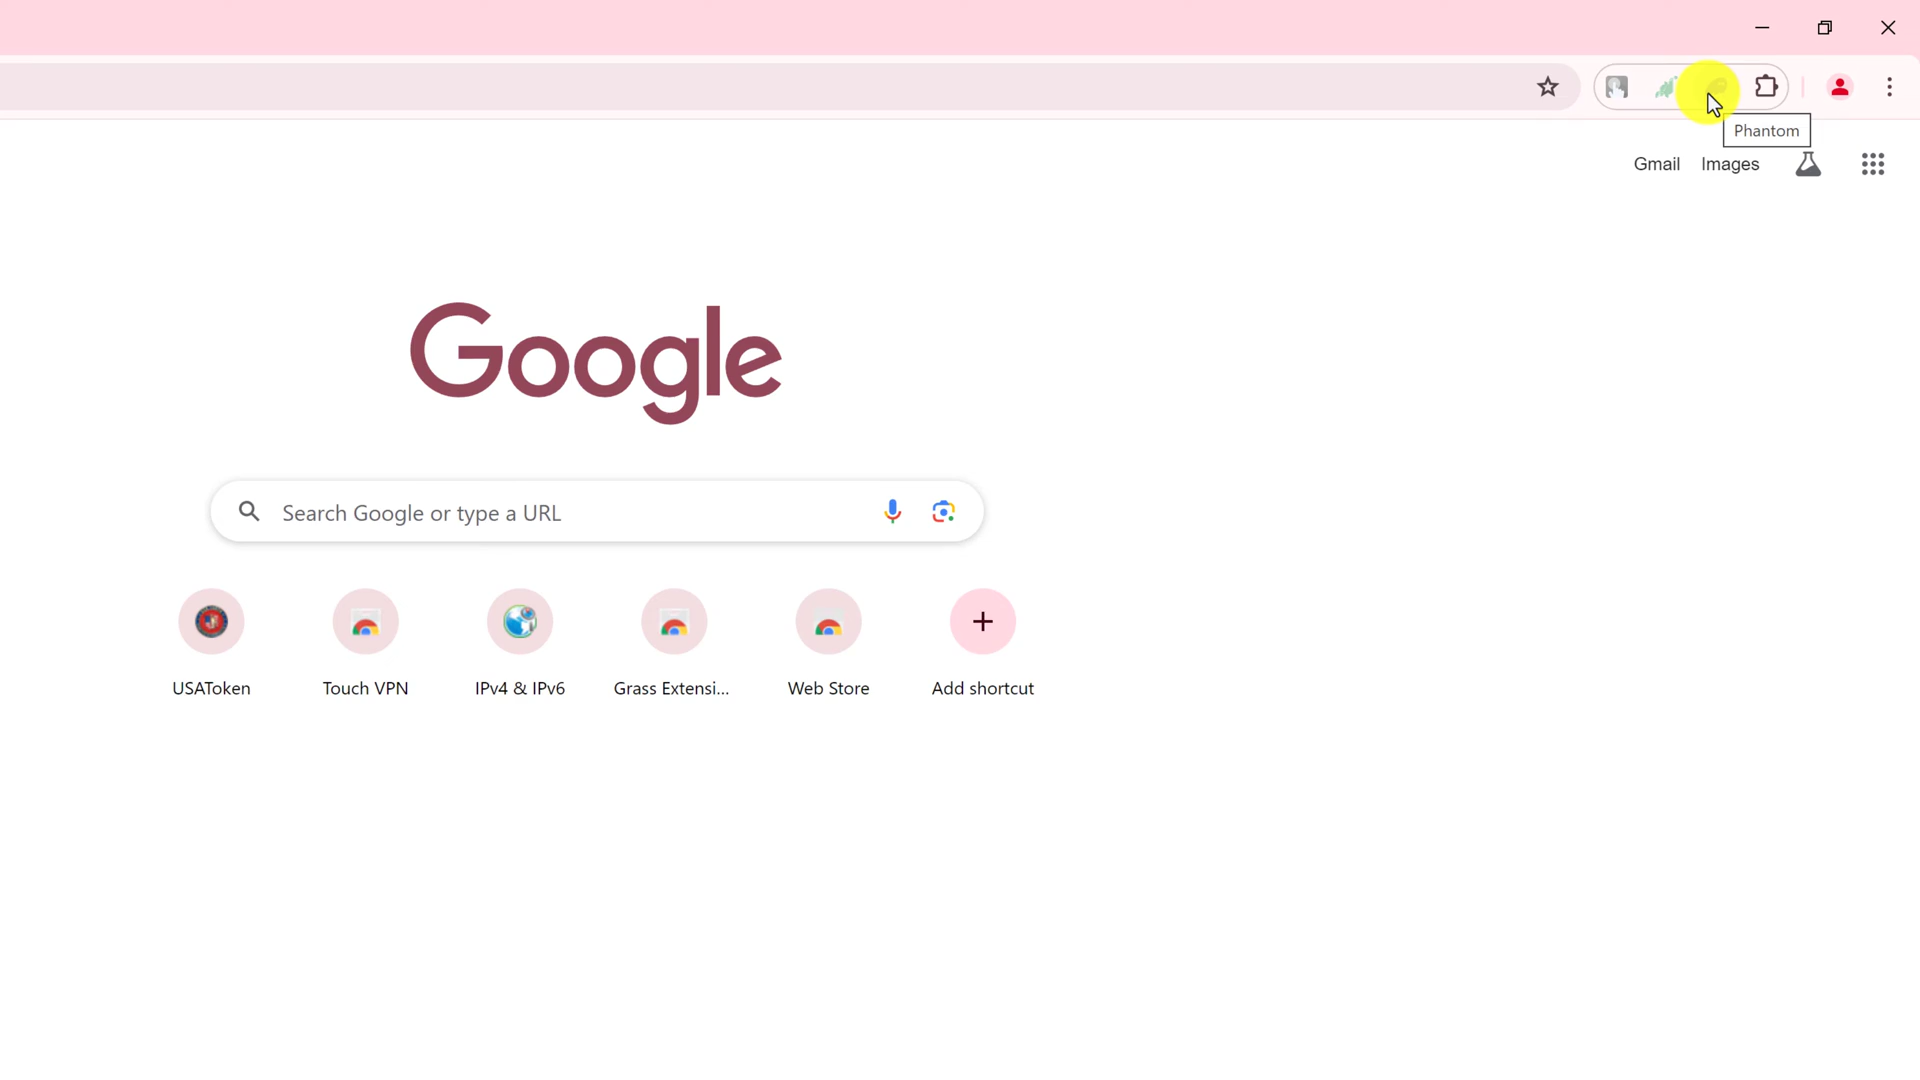 Phantom
Gmail Images
Google
Search Google or type a URL
USAToken Touch VPN IPv4 & IPv6 Grass Extensi... Web Store Add shortcut